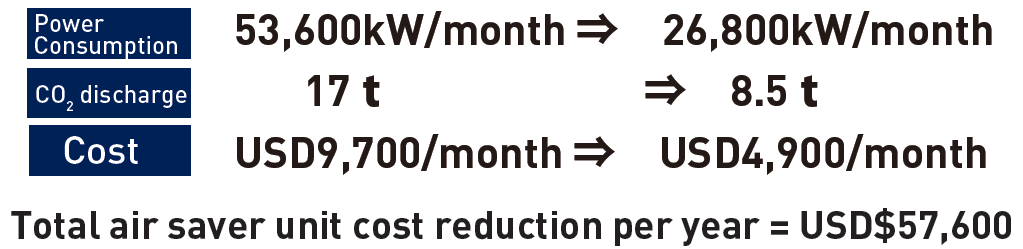 Power
Consumption
53,600kW/month ⇒ 26,800kW/month
CO₂ discharge
17 t ⇒ 8.5 t
Cost
USD9,700/month ⇒ USD4,900/month
Total air saver unit cost reduction per year = USD$57,600